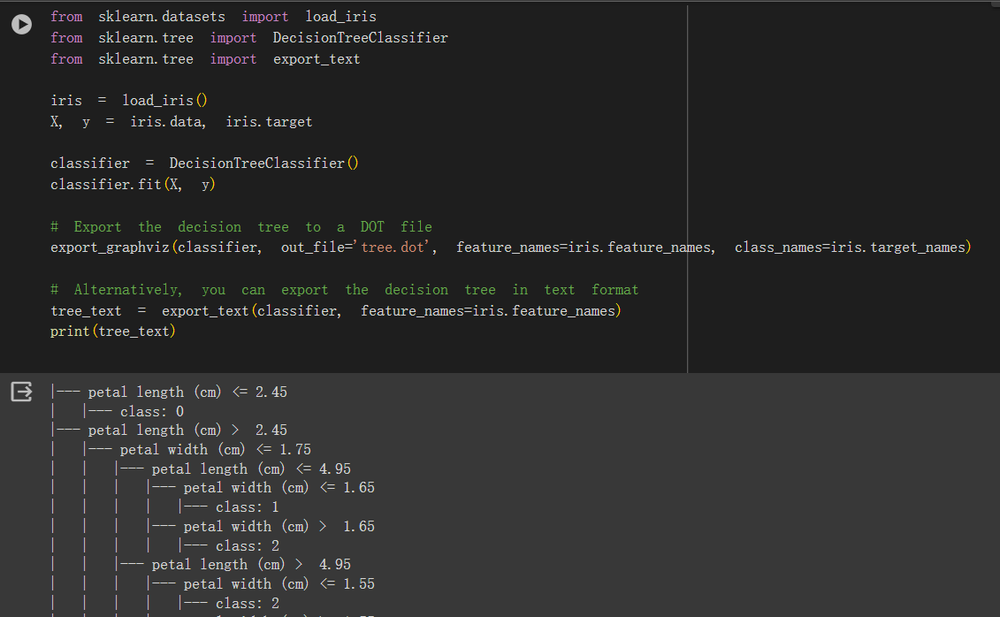 from sklearn.datasets import load_iris
from sklearn.tree import DecisionTreeClassifier
from sklearn.tree import export_text
iris = load_iris()
X, y = iris.data, iris.target
classifier = DecisionTreeClassifier()
classifier.fit(X, y)
# Export the decision tree to a DOT file
export_graphviz(classifier, out_file='tree.dot', feature_names=iris.feature_names, class_names=iris.target_names)
# Alternatively, you can export the decision tree in text format
tree_text = export_text(classifier, feature_names=iris.feature_names)
print(tree_text)
|--- petal length (cm) <= 2.45
|   |--- class: 0
|--- petal length (cm) >  2.45
|   |--- petal width (cm) <= 1.75
|   |   |--- petal length (cm) <= 4.95
|   |   |   |--- petal width (cm) <= 1.65
|   |   |   |   |--- class: 1
|   |   |   |--- petal width (cm) >  1.65
|   |   |   |   |--- class: 2
|   |   |--- petal length (cm) >  4.95
|   |   |   |--- petal width (cm) <= 1.55
|   |   |   |   |--- class: 2